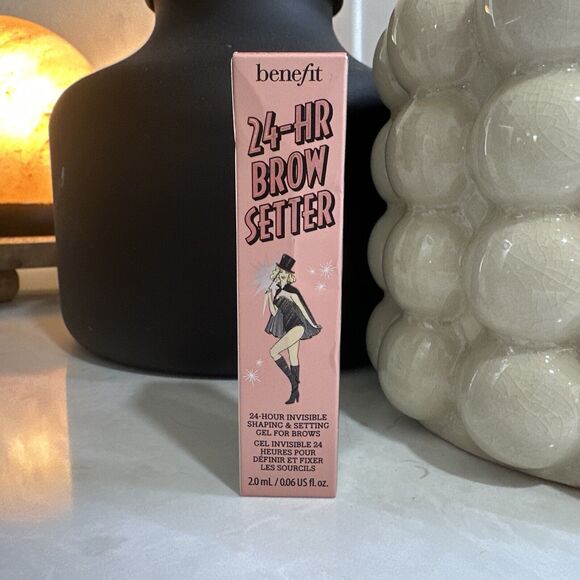 benefit
24-HR
BROW
SETTER
24-HOUR INVISIBLE
SHAPING & SETTING
GEL FOR BROWS
GEL INVISIBLE 24
HEURES POUR
DÉFINIR ET FIXER
LES SOURCILS
2.0 mL / 0.06 US fl. oz.